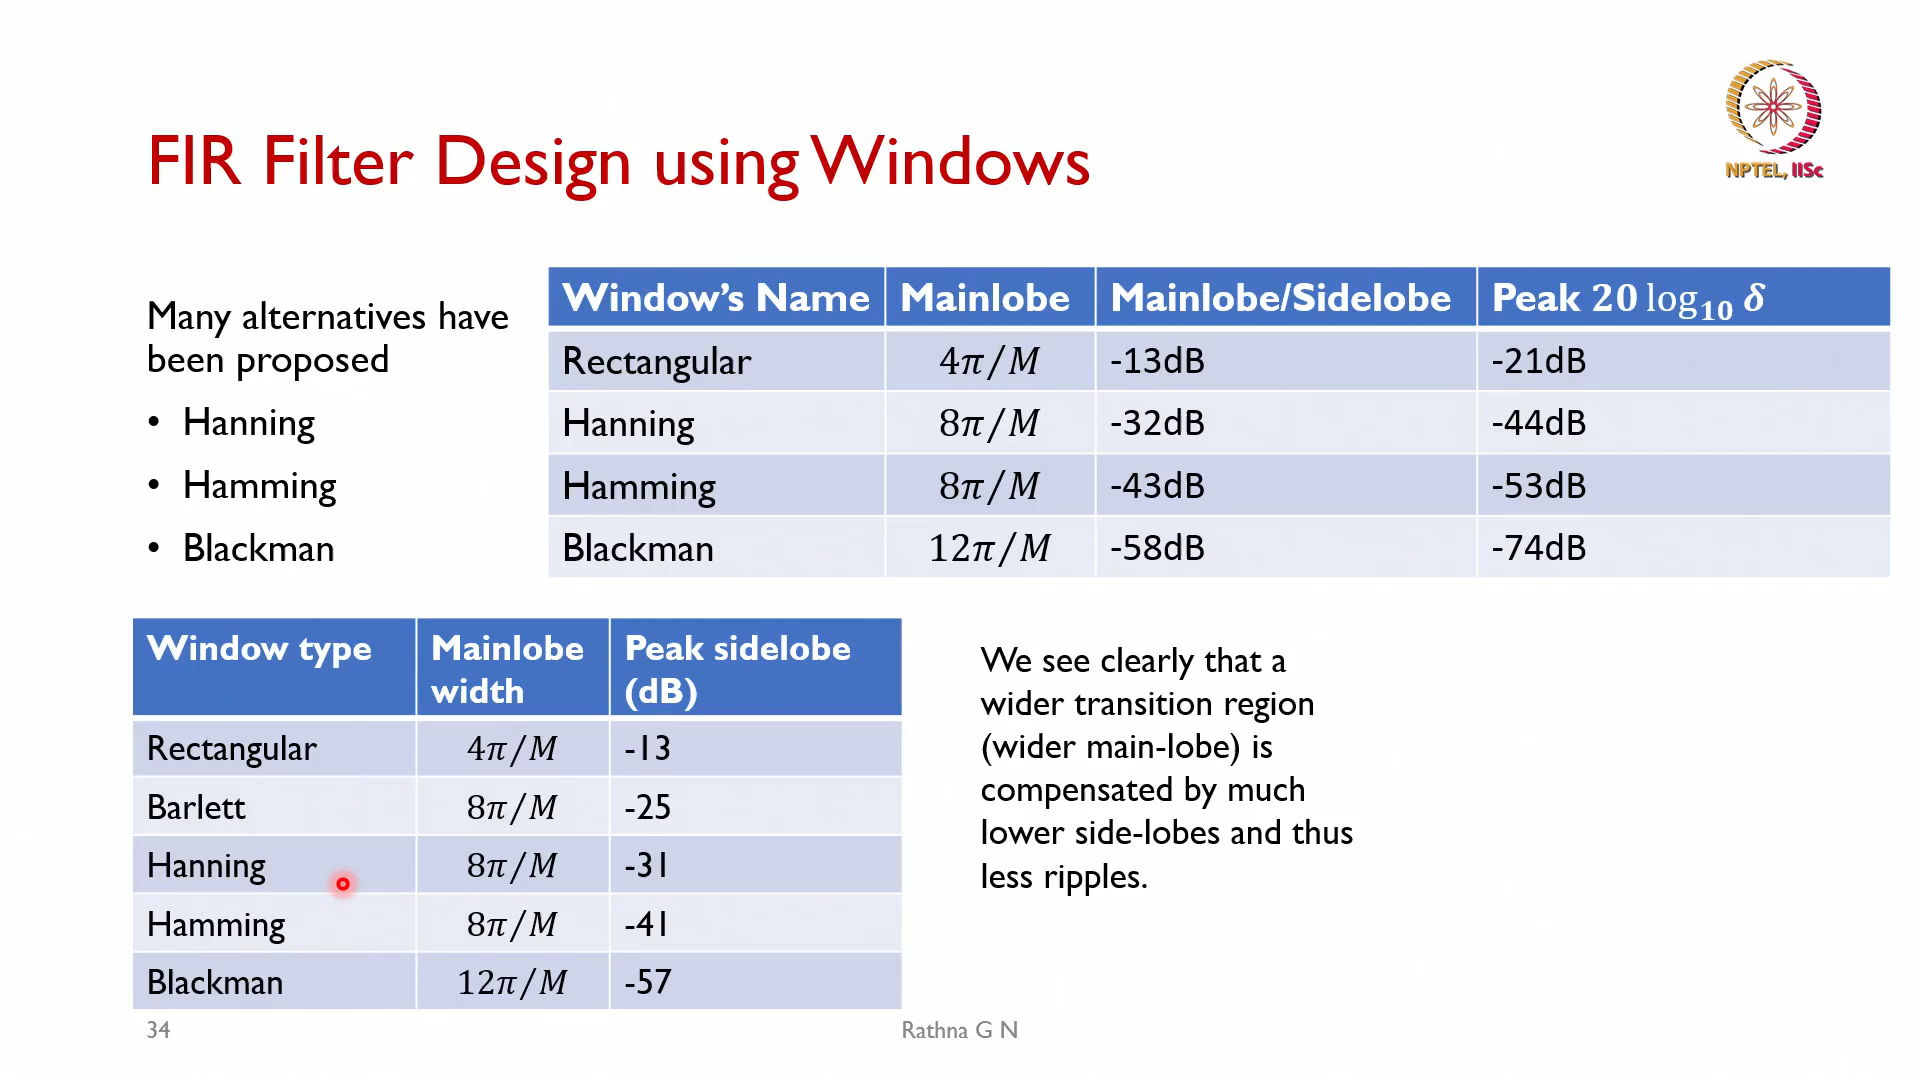 FIR Filter Design using Windows
NPTEL, IISc
Many alternatives have
been proposed
• Hanning
• Hamming
• Blackman
Window's Name Mainlobe Mainlobe/Sidelobe Peak 20 log₁₀ δ
Rectangular 4π/M -13dB -21dB
Hanning 8π/M -32dB -44dB
Hamming 8π/M -43dB -53dB
Blackman 12π/M -58dB -74dB
Window type Mainlobe width Peak sidelobe (dB)
Rectangular 4π/M -13
Barlett 8π/M -25
Hanning 8π/M -31
Hamming 8π/M -41
Blackman 12π/M -57
We see clearly that a
wider transition region
(wider main-lobe) is
compensated by much
lower side-lobes and thus
less ripples.
34
Rathna G N